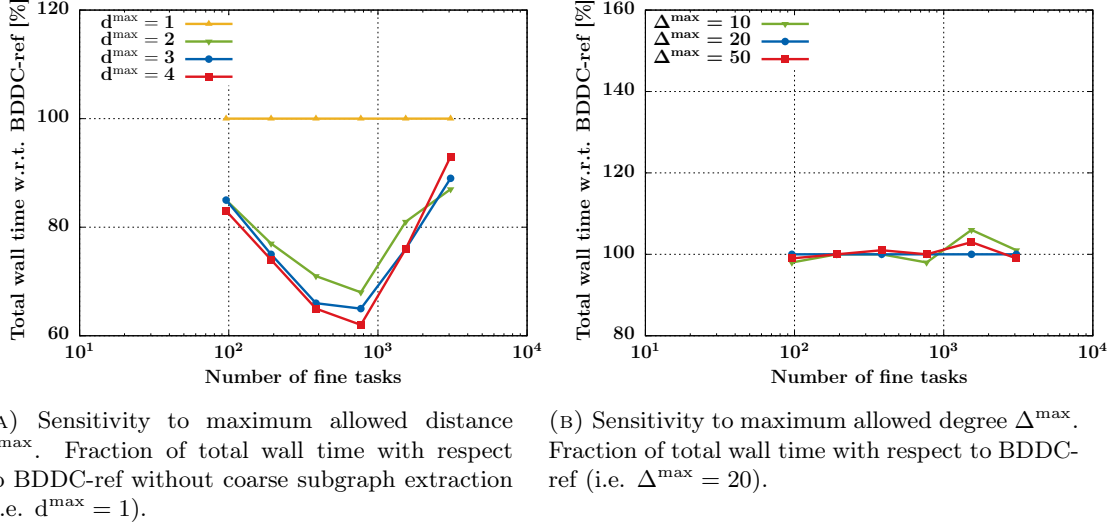 Total wall time w.r.t. BDDC-ref [%]
120
100
80
60
d^max = 1
d^max = 2
d^max = 3
d^max = 4
10^1
10^2
10^3
10^4
Number of fine tasks
Total wall time w.r.t. BDDC-ref [%]
160
140
120
100
80
Δ^max = 10
Δ^max = 20
Δ^max = 50
10^1
10^2
10^3
10^4
Number of fine tasks
A) Sensitivity to maximum allowed distance
max. Fraction of total wall time with respect
o BDDC-ref without coarse subgraph extraction
.e. d^max = 1).
(B) Sensitivity to maximum allowed degree Δ^max.
Fraction of total wall time with respect to BDDC-
ref (i.e. Δ^max = 20).